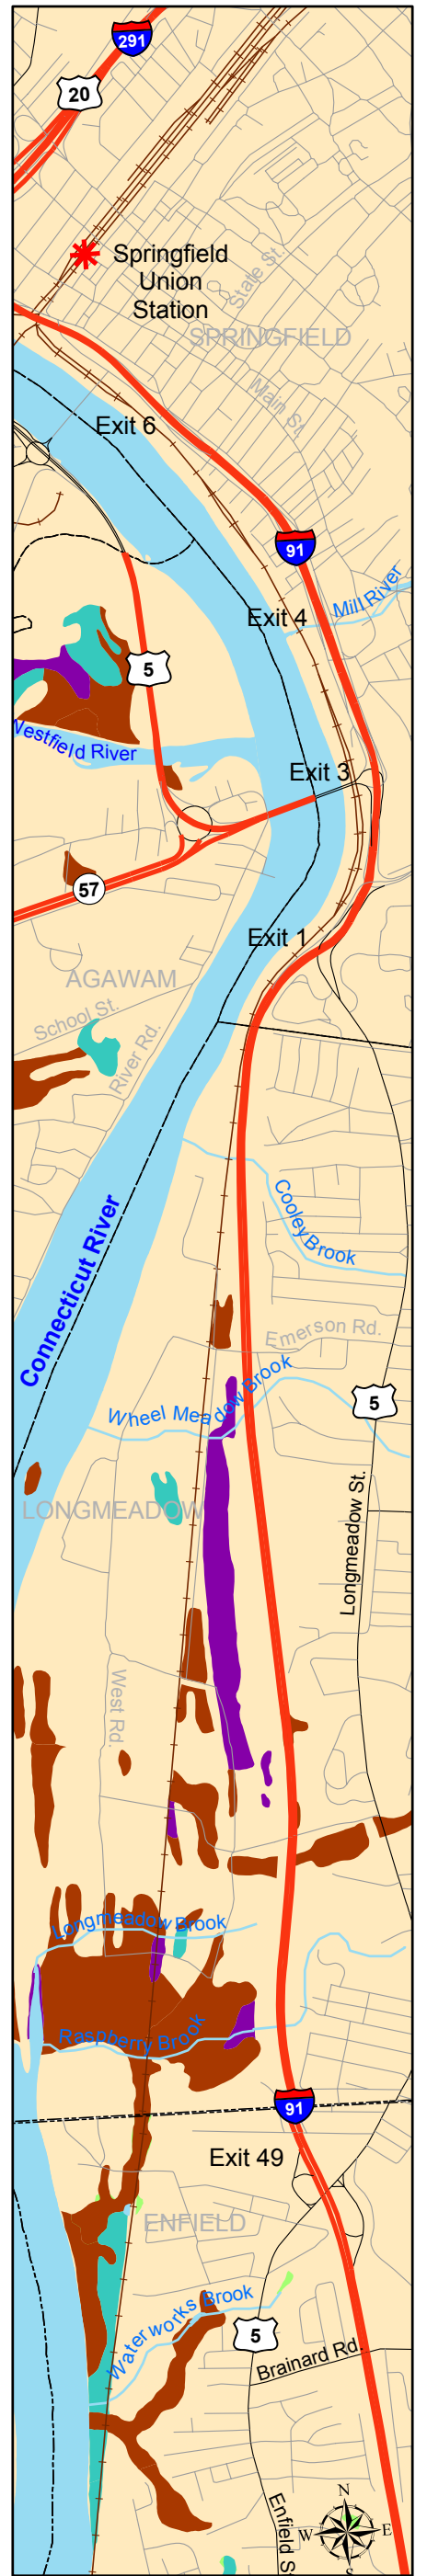 291
20
Springfield
Union
Station
State St.
SPRINGFIELD
Main St.
Exit 6
91
Exit 4
Mill River
5
Westfield River
Exit 3
57
Exit 1
AGAWAM
School St.
River Rd.
Connecticut River
Cooley Brook
Emerson Rd.
5
Wheel Meadow Brook
LONGMEADOW
Longmeadow St.
West Rd.
Longmeadow Brook
Raspberry Brook
91
Exit 49
ENFIELD
Waterworks Brook
5
Brainard Rd.
Enfield S
N
W
E
S